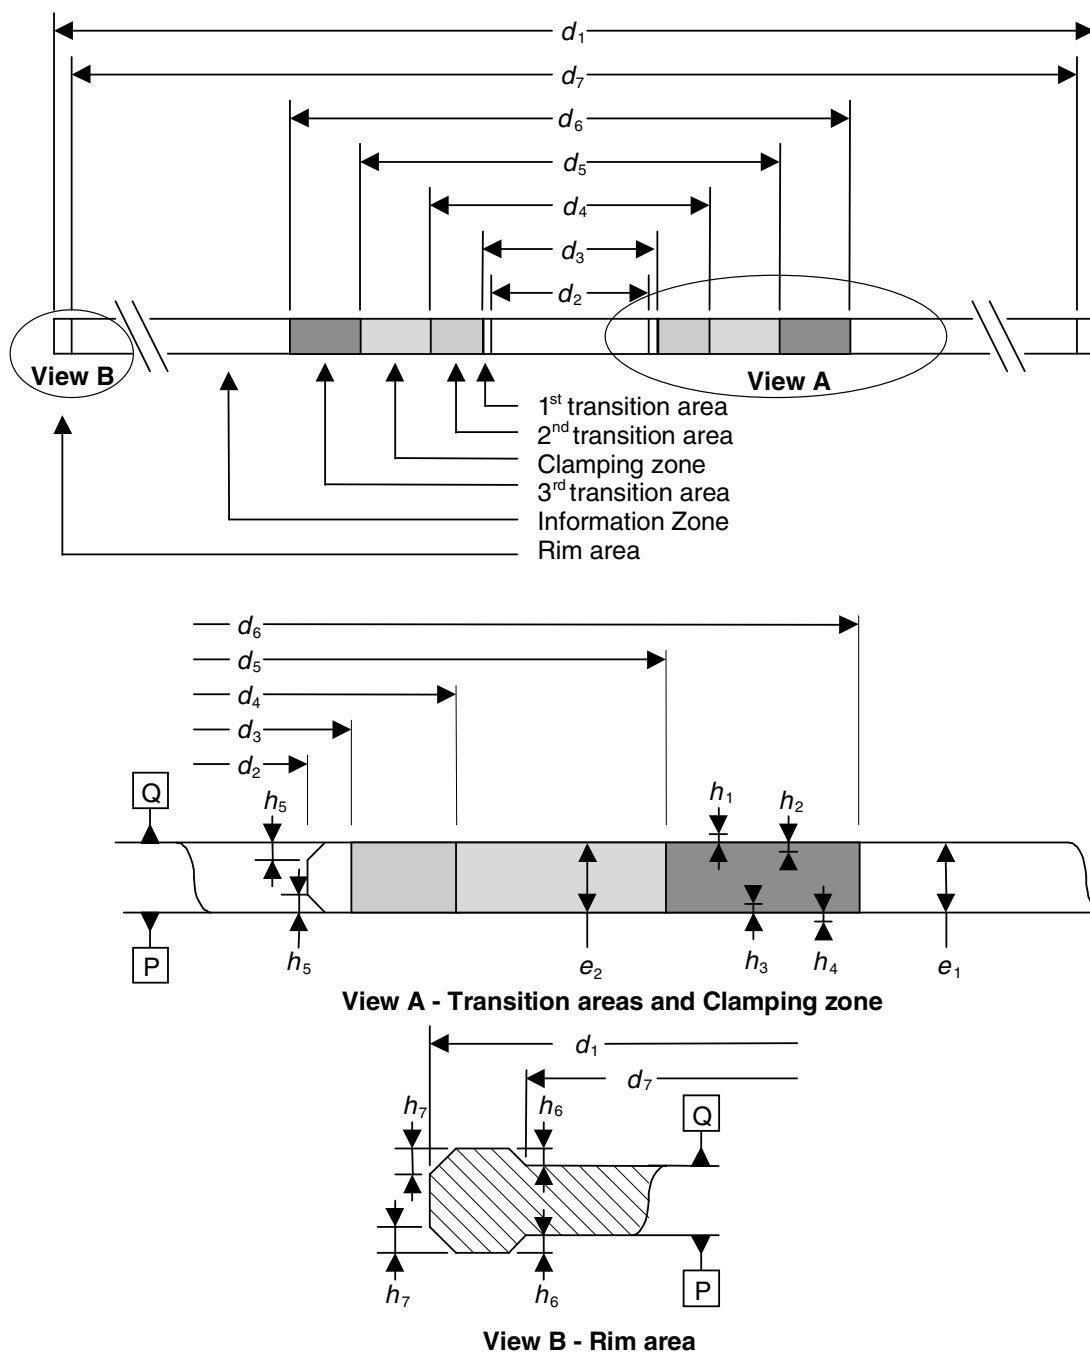 d1
d7
d6
d5
d4
d3
d2
View B
View A
1st transition area
2nd transition area
Clamping zone
3rd transition area
Information Zone
Rim area
d6
d5
d4
d3
d2
Q
h5
h1
h2
P
h5
e2
h3
h4
e1
View A - Transition areas and Clamping zone
d1
d7
h7
h6
Q
h7
h6
P
View B - Rim area